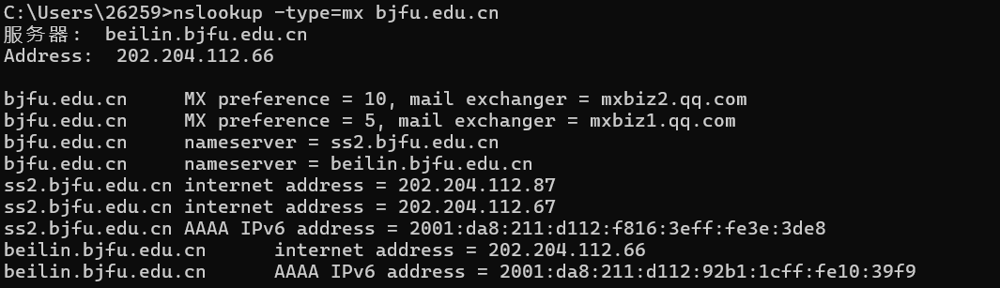 C:\Users\26259>nslookup -type=mx bjfu.edu.cn
服务器:  beilin.bjfu.edu.cn
Address:  202.204.112.66

bjfu.edu.cn     MX preference = 10, mail exchanger = mxbiz2.qq.com
bjfu.edu.cn     MX preference = 5, mail exchanger = mxbiz1.qq.com
bjfu.edu.cn     nameserver = ss2.bjfu.edu.cn
bjfu.edu.cn     nameserver = beilin.bjfu.edu.cn
ss2.bjfu.edu.cn internet address = 202.204.112.87
ss2.bjfu.edu.cn internet address = 202.204.112.67
ss2.bjfu.edu.cn AAAA IPv6 address = 2001:da8:211:d112:f816:3eff:fe3e:3de8
beilin.bjfu.edu.cn      internet address = 202.204.112.66
beilin.bjfu.edu.cn      AAAA IPv6 address = 2001:da8:211:d112:92b1:1cff:fe10:39f9